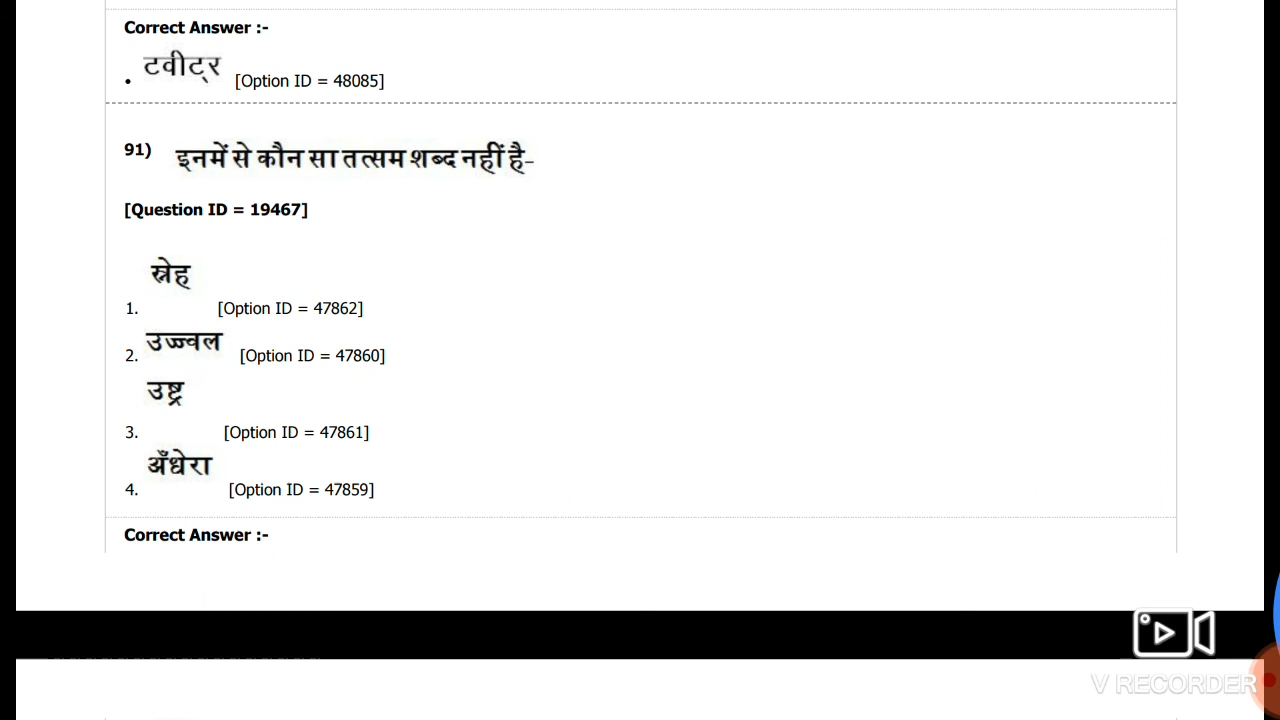 Correct Answer :-
• टवीट्र [Option ID = 48085]
91) इनमें से कौन सा तत्सम शब्द नहीं है-
[Question ID = 19467]
स्नेह
1. [Option ID = 47862]
उज्ज्वल
2. [Option ID = 47860]
उष्ट्र
3. [Option ID = 47861]
अँधेरा
4. [Option ID = 47859]
Correct Answer :-
V RECORDER